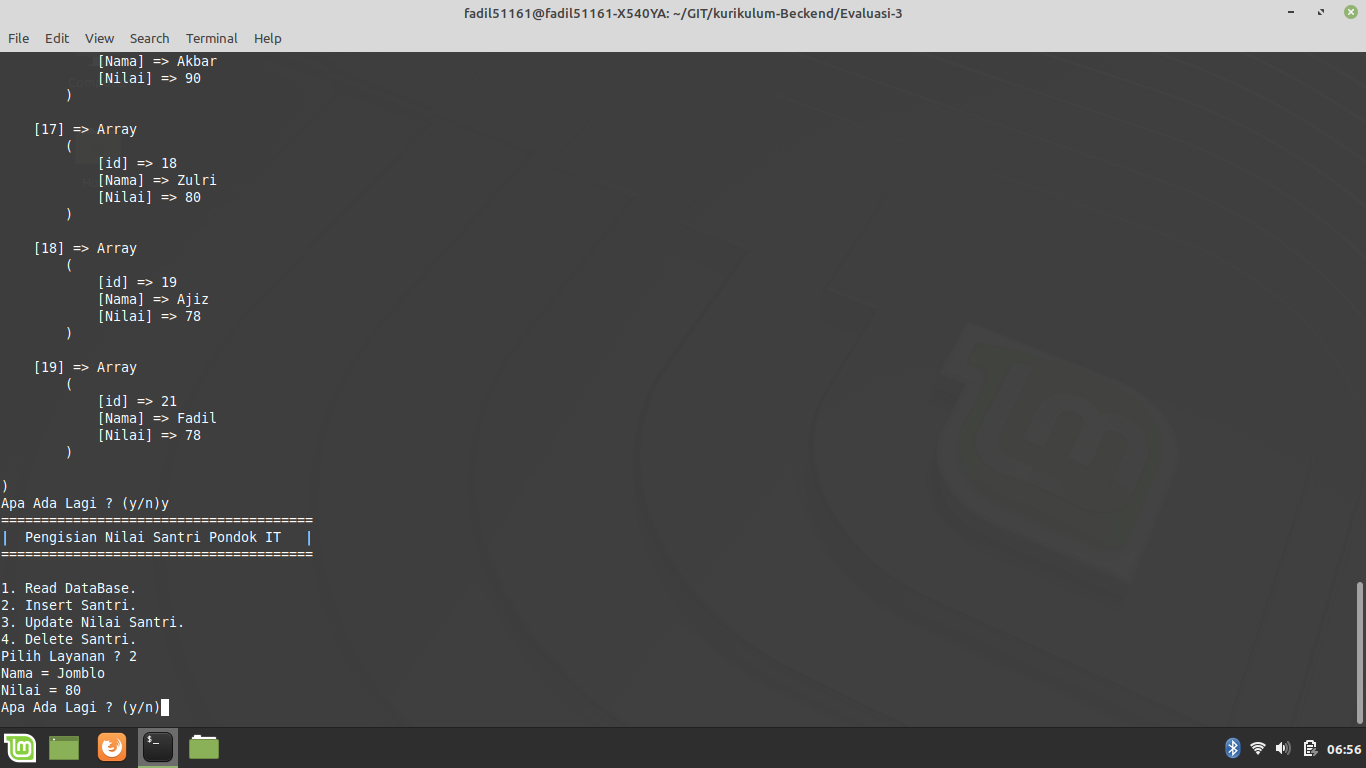 fadil51161@fadil51161-X540YA: ~/GIT/kurikulum-Beckend/Evaluasi-3
File Edit View Search Terminal Help
[Nama] => Akbar
[Nilai] => 90
)
[17] => Array
(
[id] => 18
[Nama] => Zulri
[Nilai] => 80
)
[18] => Array
(
[id] => 19
[Nama] => Ajiz
[Nilai] => 78
)
[19] => Array
(
[id] => 21
[Nama] => Fadil
[Nilai] => 78
)
)
Apa Ada Lagi ? (y/n)y
=======================================
|  Pengisian Nilai Santri Pondok IT   |
=======================================
1. Read DataBase.
2. Insert Santri.
3. Update Nilai Santri.
4. Delete Santri.
Pilih Layanan ? 2
Nama = Jomblo
Nilai = 80
Apa Ada Lagi ? (y/n)
06:56